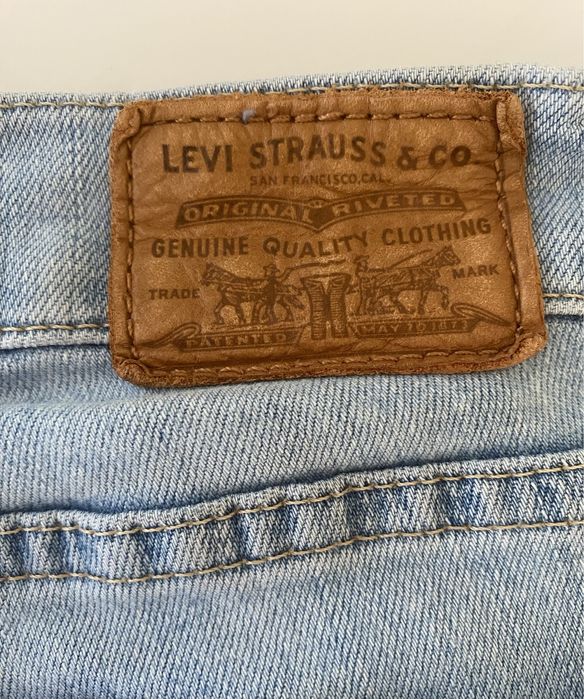 LEVI STRAUSS & CO.
SAN FRANCISCO, CAL.
ORIGINAL RIVETED
GENUINE QUALITY CLOTHING
TRADE MARK
PATENTED MAY 20 1873